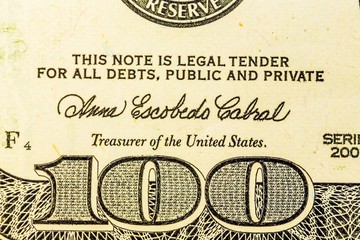 RESERVE
THIS NOTE IS LEGAL TENDER
FOR ALL DEBTS, PUBLIC AND PRIVATE
Anna Escobedo Cabral
F 4
Treasurer of the United States.
SERI
200
100